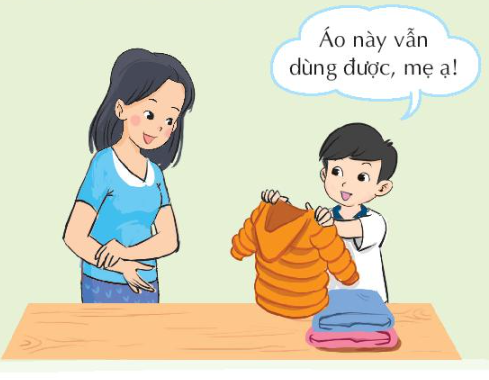 Áo này vẫn
dùng được, mẹ ạ!